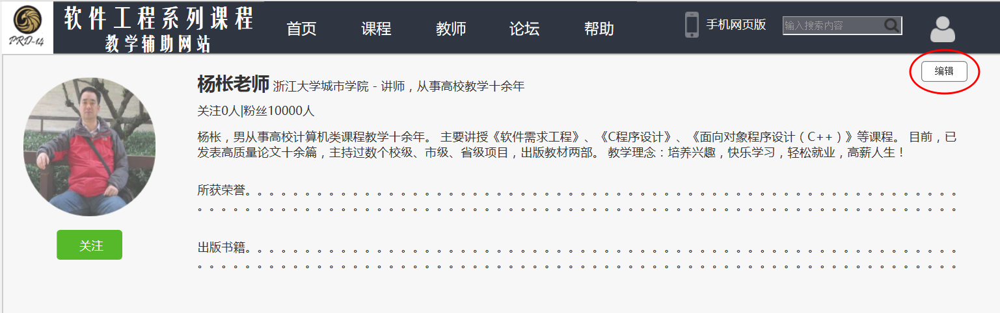 软件工程系列课程
教学辅助网站
PRD-14
首页 课程 教师 论坛 帮助
手机网页版
输入搜索内容
编辑
杨枨老师 浙江大学城市学院 - 讲师，从事高校教学十余年
关注0人|粉丝10000人
杨枨，男从事高校计算机类课程教学十余年。 主要讲授《软件需求工程》、《C程序设计》、《面向对象程序设计（C++）》等课程。 目前，已
发表高质量论文十余篇，主持过数个校级、市级、省级项目，出版教材两部。 教学理念：培养兴趣，快乐学习，轻松就业，高薪人生！
所获荣誉。。。。。。。。。。。。。。。。。。。。。。。。。。。。。。。。。。。。。。。。。。。。。。。。。。。。。。。。。。。
。。。。。。。。。。。。。。。。。。。。。。。。。。。。。。。。。。。。。。。。。。。。。。。。。。。。。。。。。。。。。。。
出版书籍。。。。。。。。。。。。。。。。。。。。。。。。。。。。。。。。。。。。。。。。。。。。。。。。。。。。。。。。。。。
。。。。。。。。。。。。。。。。。。。。。。。。。。。。。。。。。。。。。。。。。。。。。。。。。。。。。。。。。。。。。。。
关注